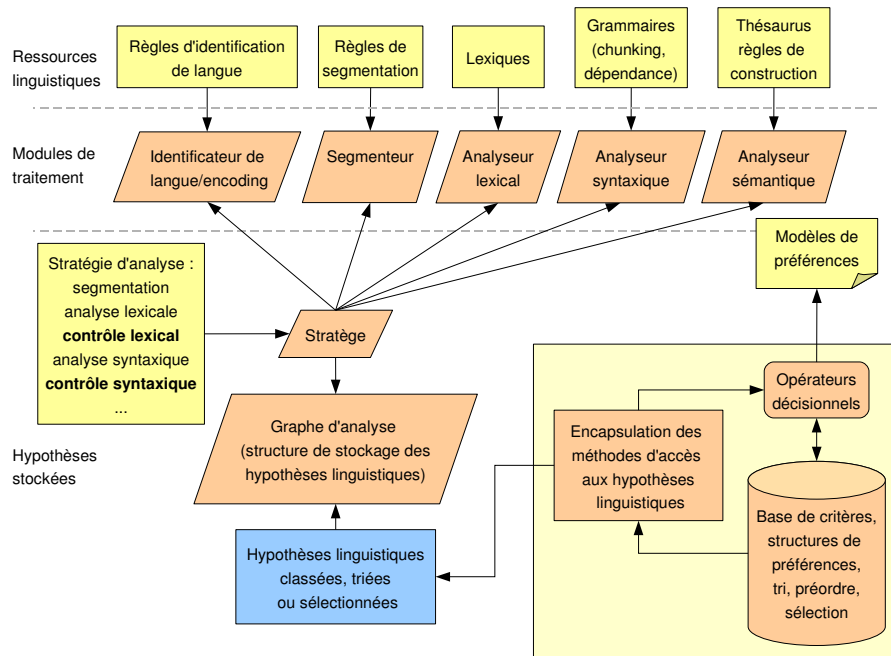 Ressources
linguistiques
Règles d'identification
de langue
Règles de
segmentation
Lexiques
Grammaires
(chunking,
dépendance)
Thésaurus
règles de
construction
Modules de
traitement
Identificateur de
langue/encoding
Segmenteur
Analyseur
lexical
Analyseur
syntaxique
Analyseur
sémantique
Modèles de
préférences
Stratégie d'analyse :
segmentation
analyse lexicale
contrôle lexical
analyse syntaxique
contrôle syntaxique
...
Stratège
Opérateurs
décisionnels
Hypothèses
stockées
Graphe d'analyse
(structure de stockage des
hypothèses linguistiques)
Encapsulation des
méthodes d'accès
aux hypothèses
linguistiques
Base de critères,
structures de
préférences,
tri, préordre,
sélection
Hypothèses linguistiques
classées, triées
ou sélectionnées